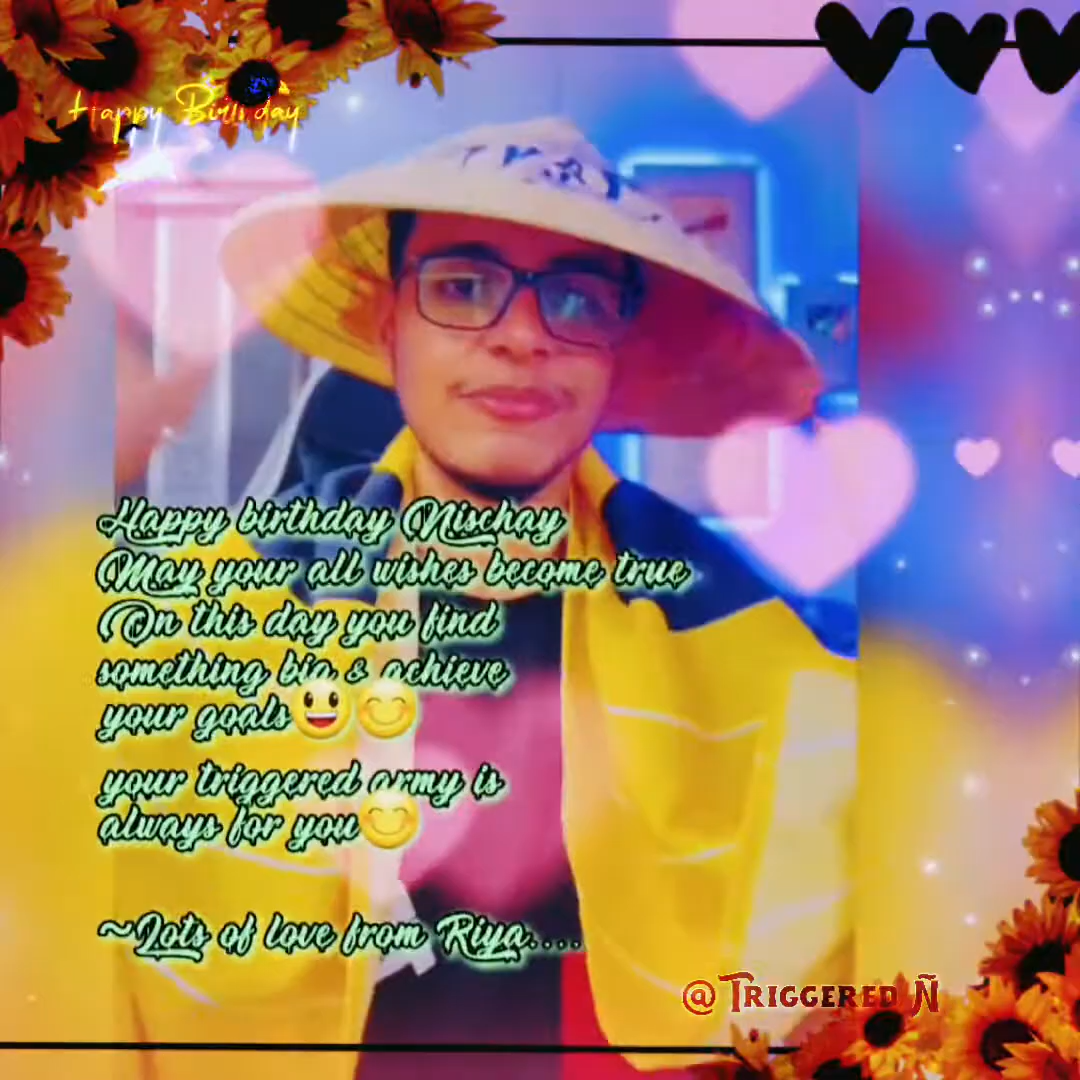 Happy Birthday
Happy birthday Nischay
May your all wishes become true
On this day you find
something big & achieve
your goals😃😊
your triggered army is
always for you😊
~Lots of love from Riya....
@Triggered Ñ